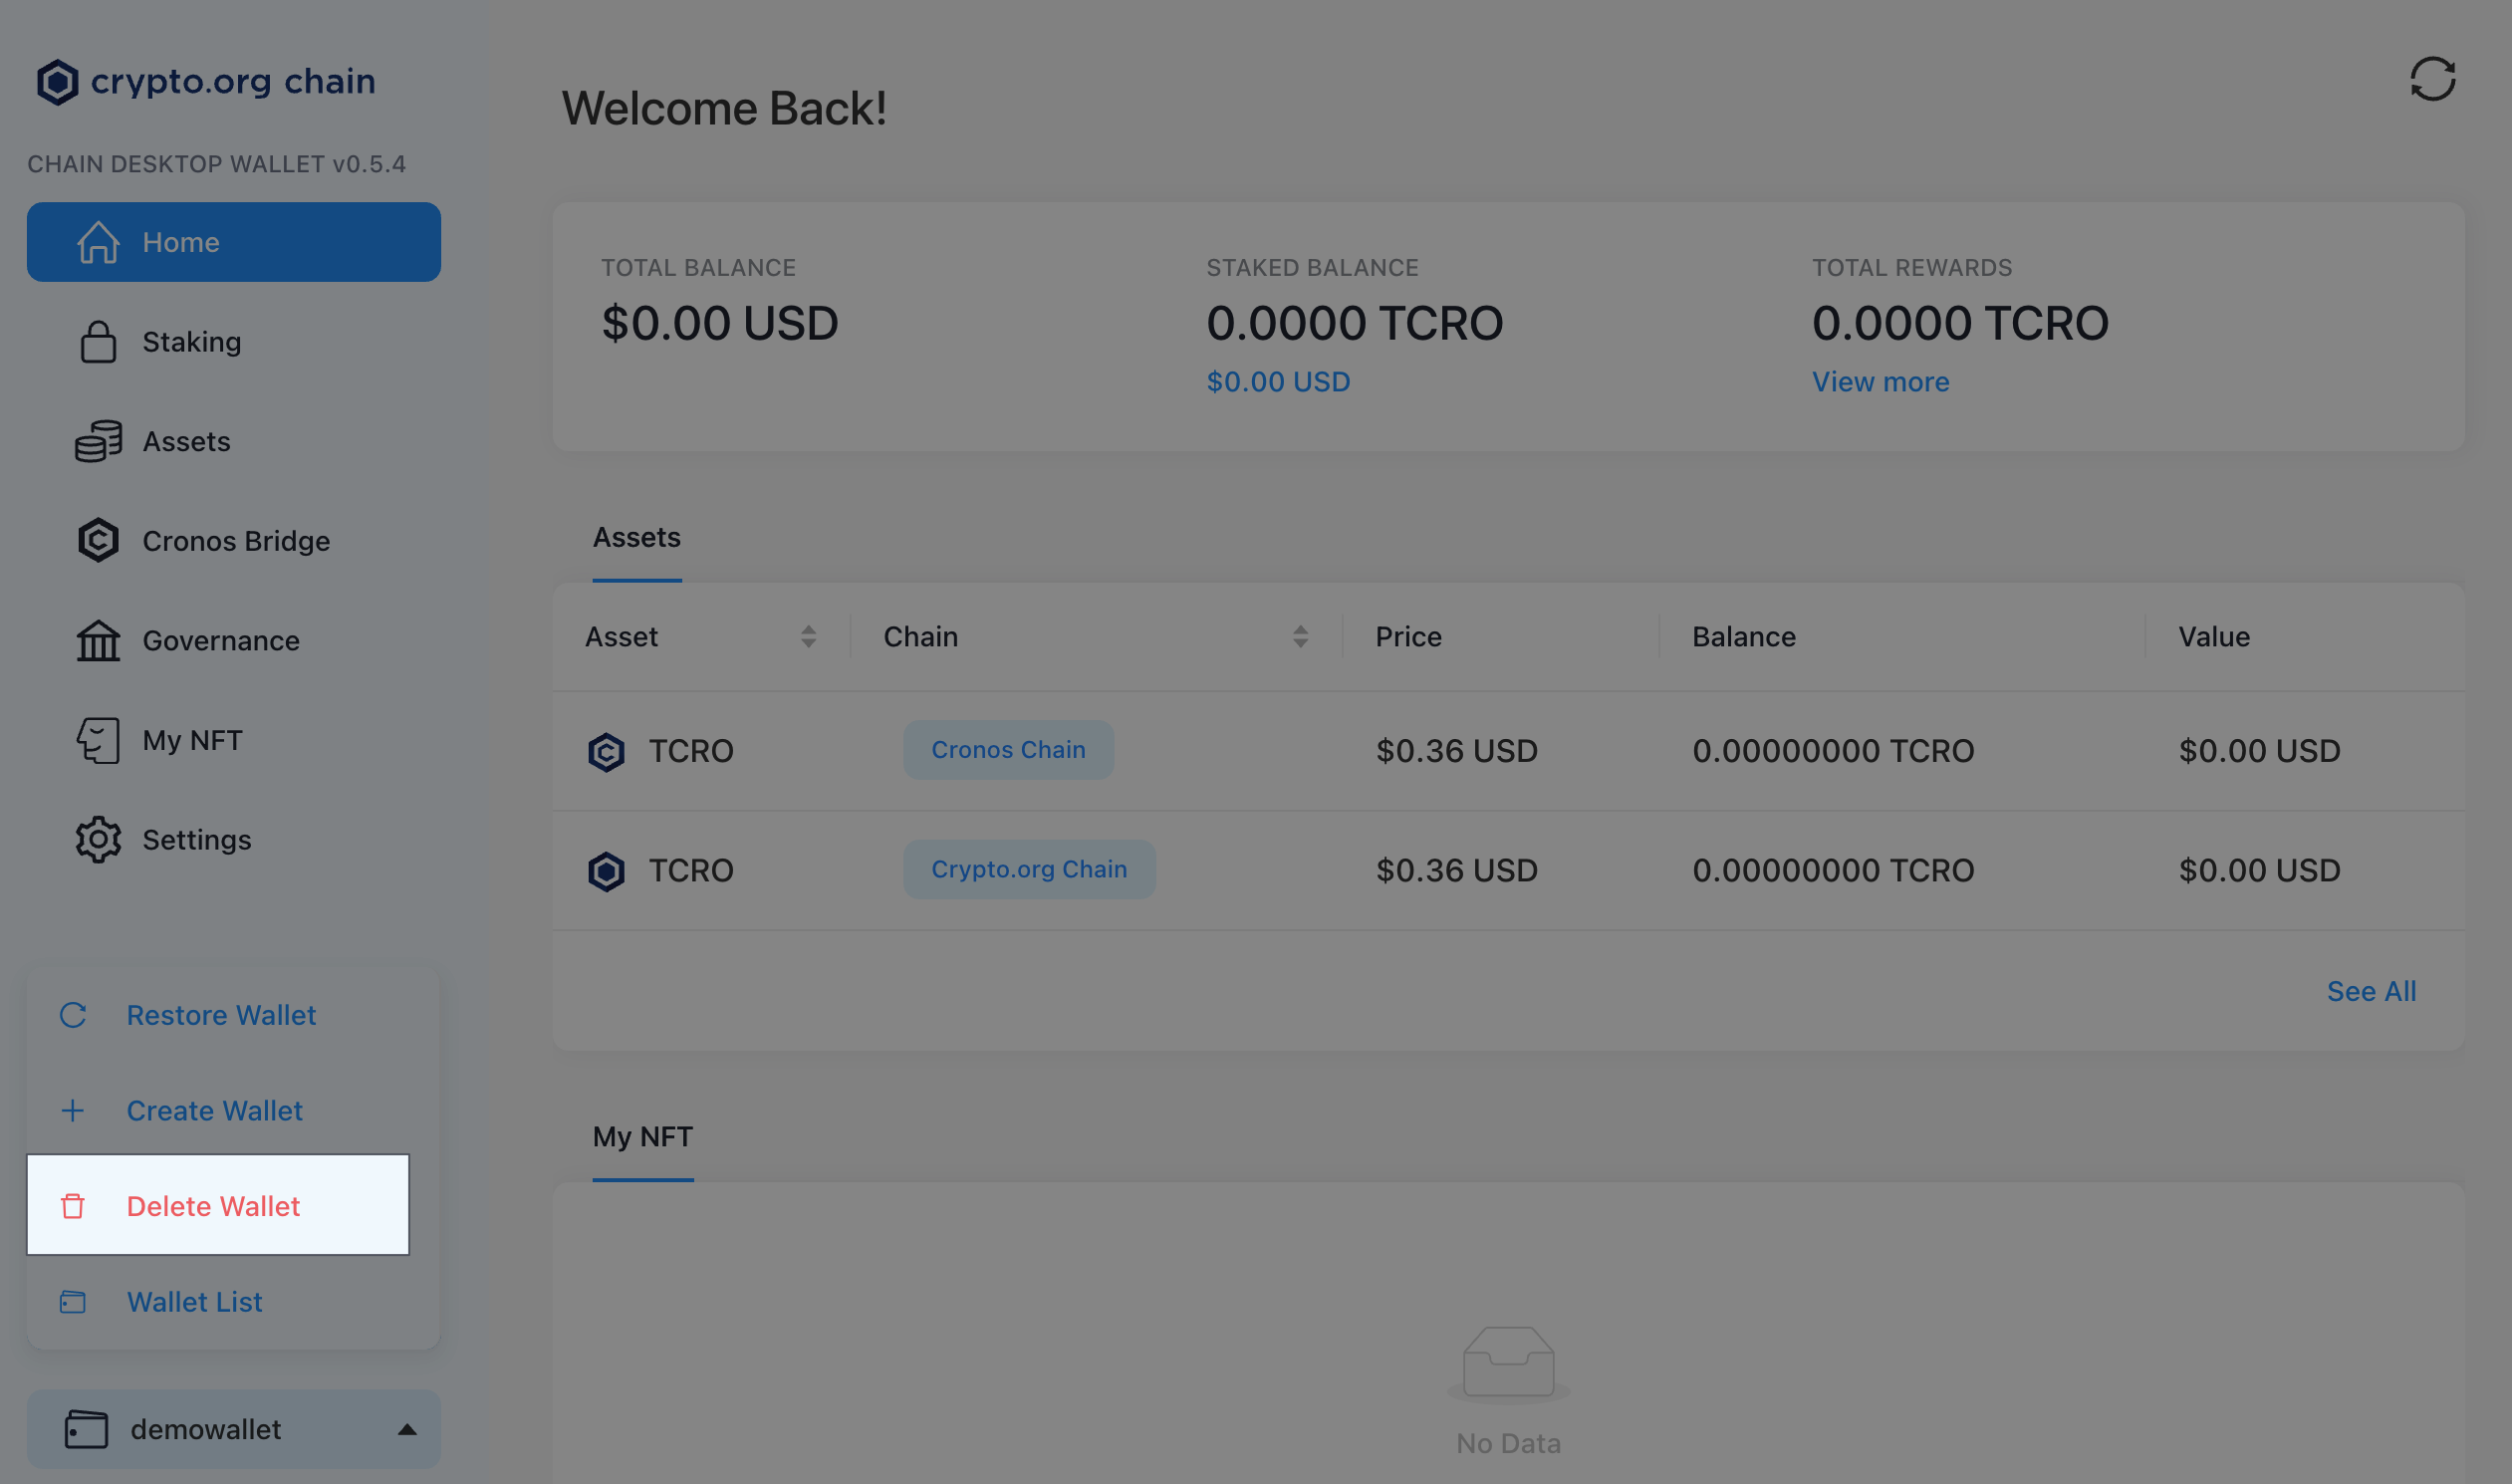 crypto.org chain
CHAIN DESKTOP WALLET v0.5.4
Home
Staking
Assets
Cronos Bridge
Governance
My NFT
Settings
Restore Wallet
Create Wallet
Delete Wallet
Wallet List
demowallet
Welcome Back!
TOTAL BALANCE
$0.00 USD
STAKED BALANCE
0.0000 TCRO
$0.00 USD
TOTAL REWARDS
0.0000 TCRO
View more
Assets
Asset Chain Price Balance Value
TCRO Cronos Chain $0.36 USD 0.00000000 TCRO $0.00 USD
TCRO Crypto.org Chain $0.36 USD 0.00000000 TCRO $0.00 USD
See All
My NFT
No Data